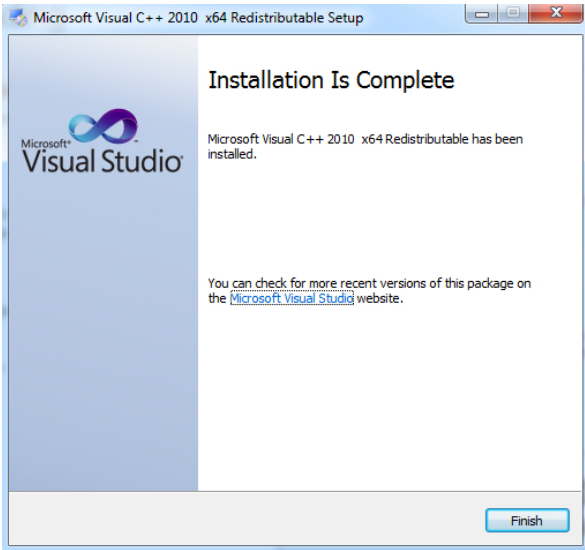 Microsoft Visual C++ 2010  x64 Redistributable Setup
Installation Is Complete
Microsoft®
Visual Studio®
Microsoft Visual C++ 2010  x64 Redistributable has been
installed.
You can check for more recent versions of this package on
the Microsoft Visual Studio website.
Finish